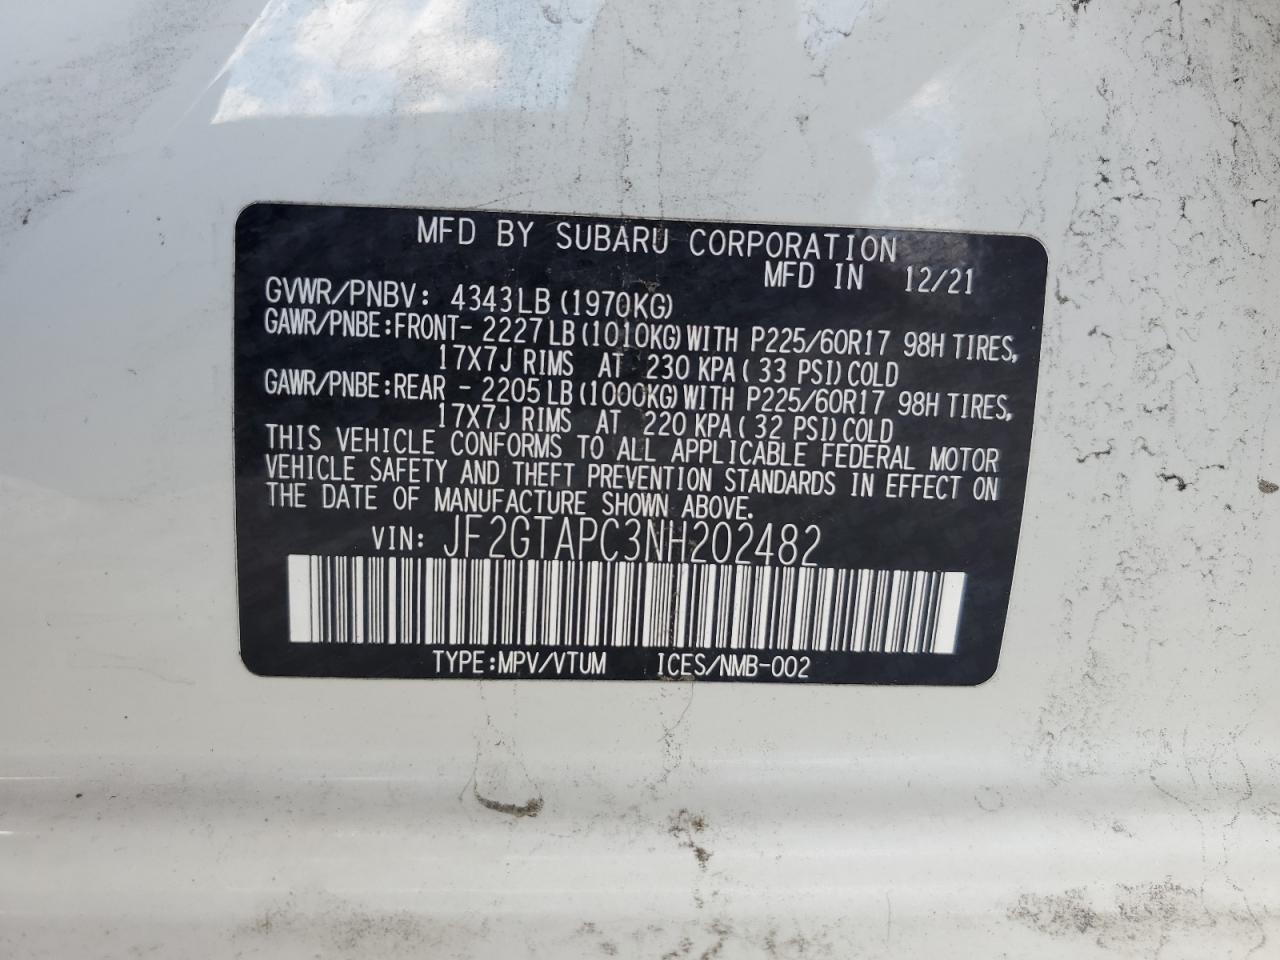 MFD BY SUBARU CORPORATION
MFD IN 12/21
GVWR/PNBV: 4343LB (1970KG)
GAWR/PNBE:FRONT- 2227LB(1010KG)WITH P225/60R17 98H TIRES,
17X7J RIMS AT 230 KPA( 33 PSI)COLD
GAWR/PNBE:REAR - 2205LB(1000KG)WITH P225/60R17 98H TIRES,
17X7J RIMS AT 220 KPA( 32 PSI)COLD
THIS VEHICLE CONFORMS TO ALL APPLICABLE FEDERAL MOTOR
VEHICLE SAFETY AND THEFT PREVENTION STANDARDS IN EFFECT ON
THE DATE OF MANUFACTURE SHOWN ABOVE.
VIN: JF2GTAPC3NH202482
TYPE:MPV/VTUM ICES/NMB-002